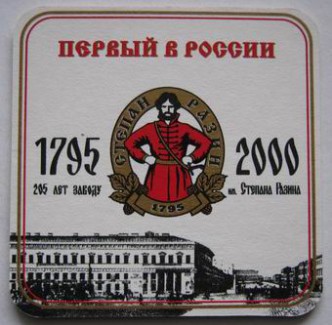 ПЕРВЫЙ В РОССИИ
СТЕПАН РАЗИН
1795
1795
205 ЛЕТ ЗАВОДУ
2000
им. Степана Разина